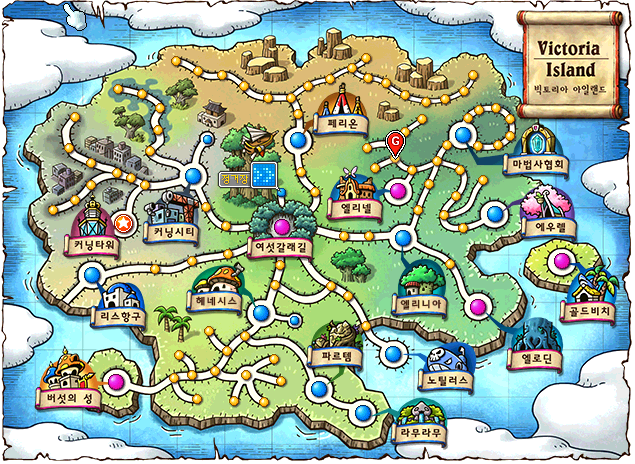 Victoria
Island
빅토리아 아일랜드
페리온
G
마법사협회
정거장
엘리넬
에우렐
커닝타워
커닝시티
여섯갈래길
리스항구
헤네시스
엘리니아
골드비치
파르템
엘로딘
노틸러스
버섯의 성
라무라무